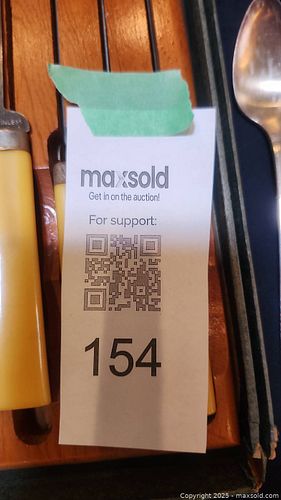 maxsold
Get in on the auction!
For support:
154
Copyright 2025 - maxsold.com